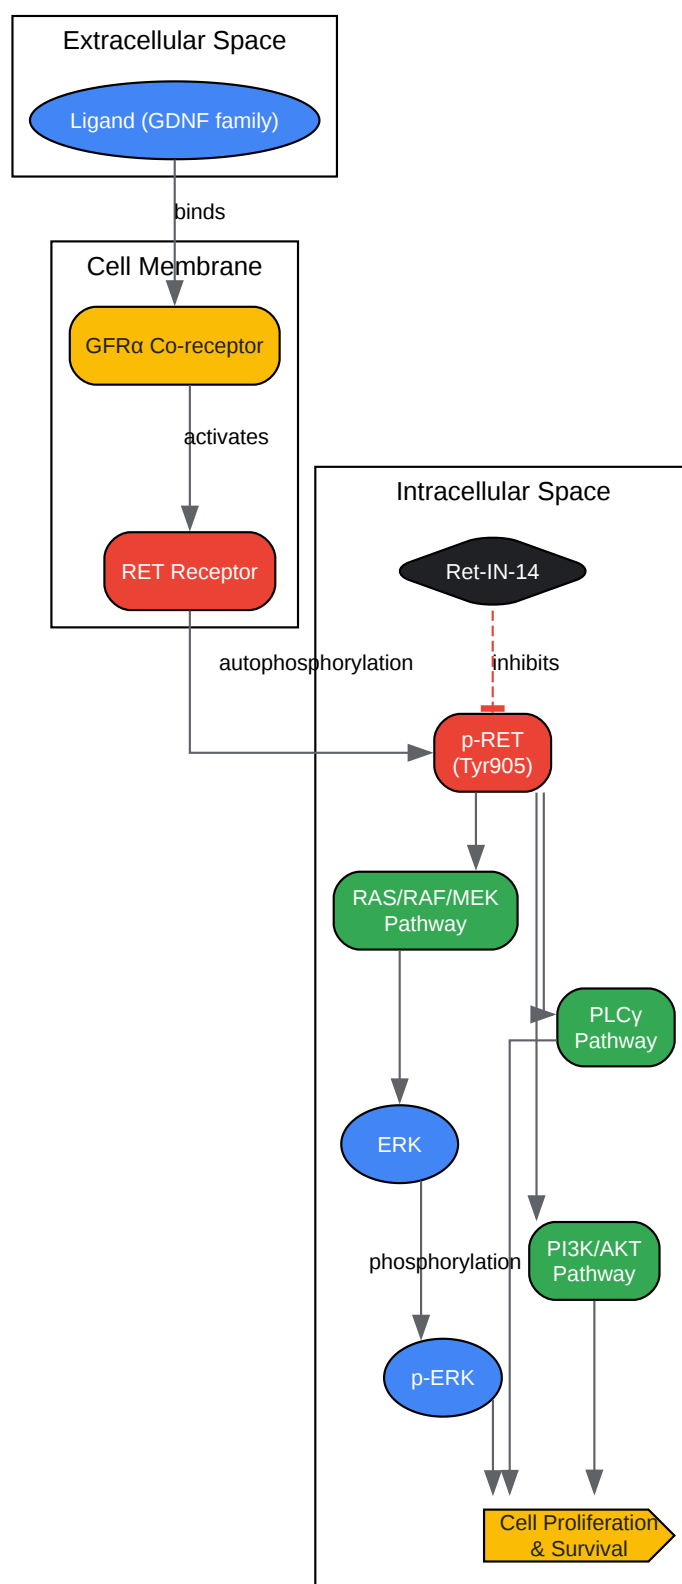 Extracellular Space
Ligand (GDNF family)
binds
Cell Membrane
GFRα Co-receptor
activates
Intracellular Space
RET Receptor
Ret-IN-14
autophosphorylation
inhibits
p-RET
(Tyr905)
RAS/RAF/MEK
Pathway
PLCγ
Pathway
ERK
PI3K/AKT
Pathway
phosphorylation
p-ERK
Cell Proliferation
& Survival